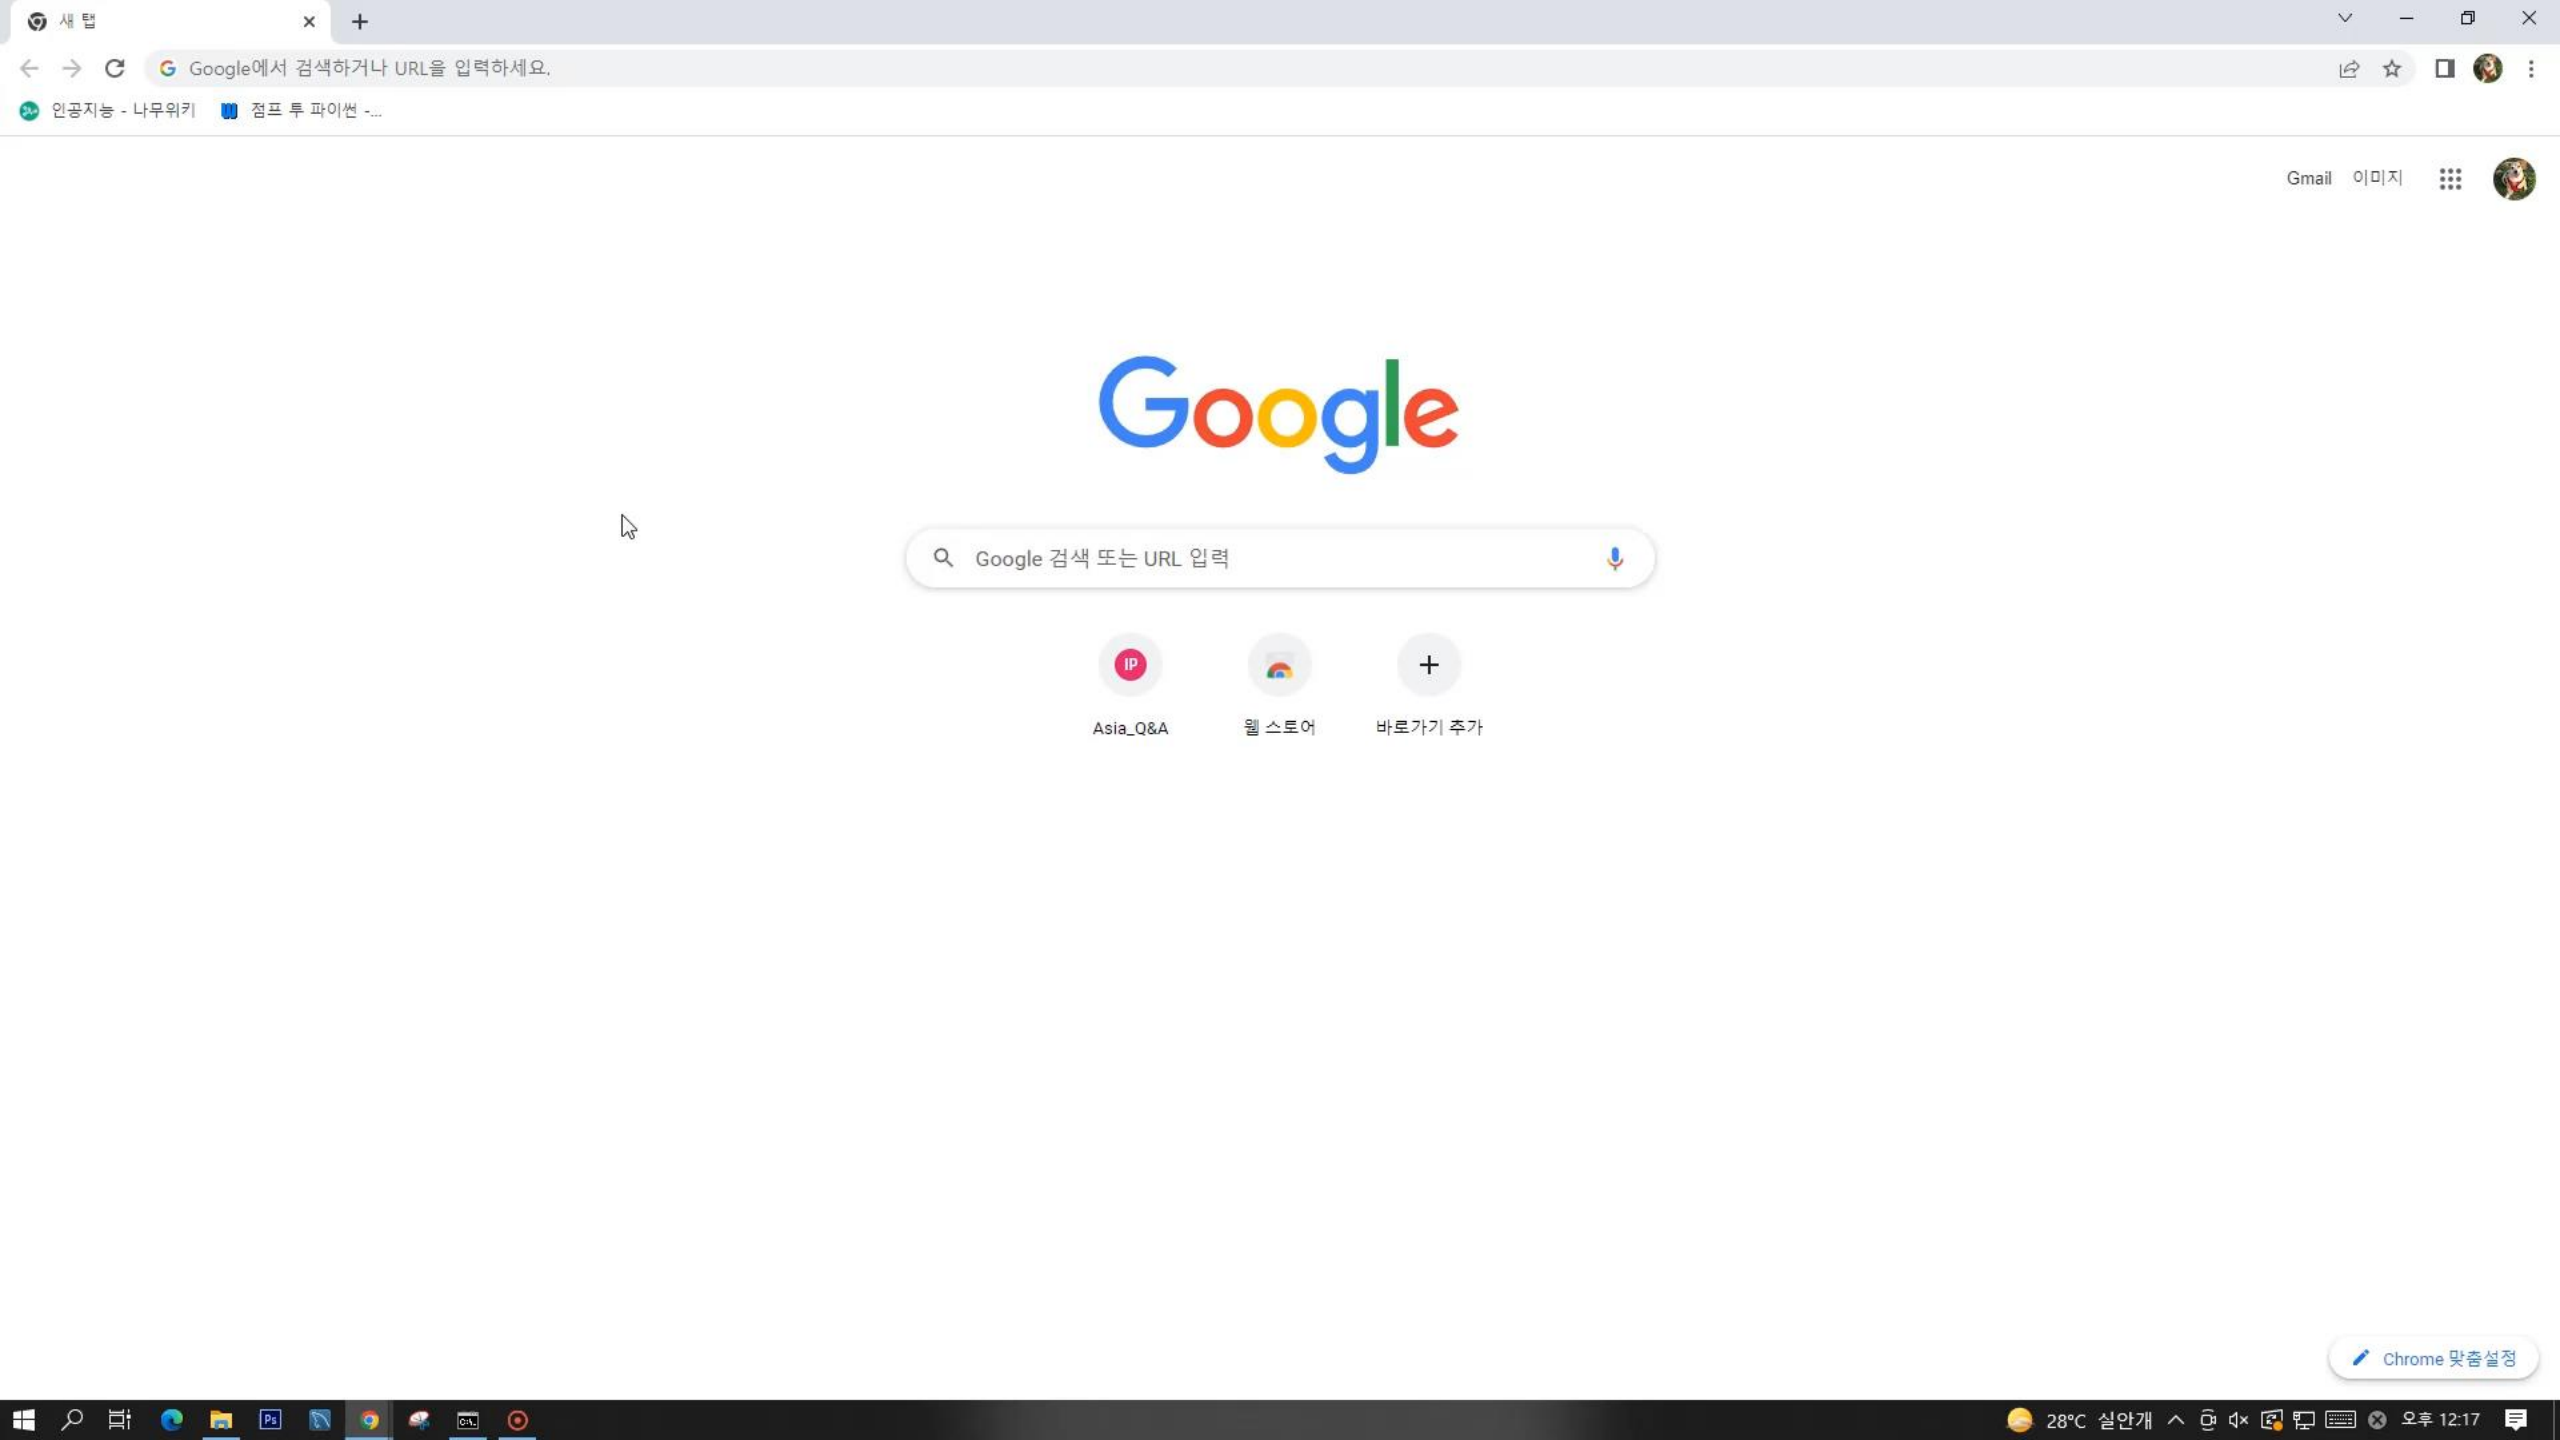 새 탭
Google에서 검색하거나 URL을 입력하세요.
인공지능 - 나무위키 점프 투 파이썬 -...
Gmail 이미지
Google
Google 검색 또는 URL 입력
IP
Asia_Q&A 웹 스토어 바로가기 추가
Chrome 맞춤설정
Ps
C:\.
28°C 실안개 오후 12:17